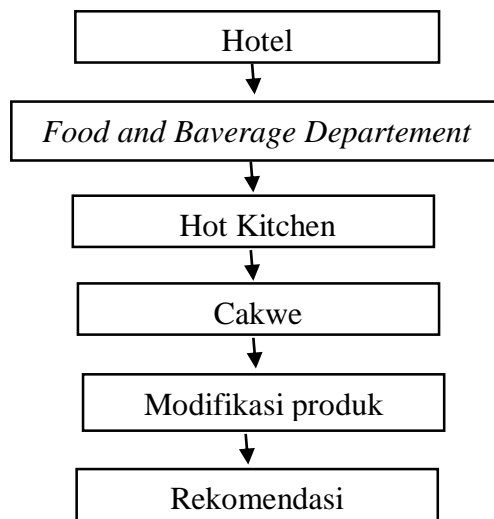 Hotel
Food and Baverage Departement
Hot Kitchen
Cakwe
Modifikasi produk
Rekomendasi